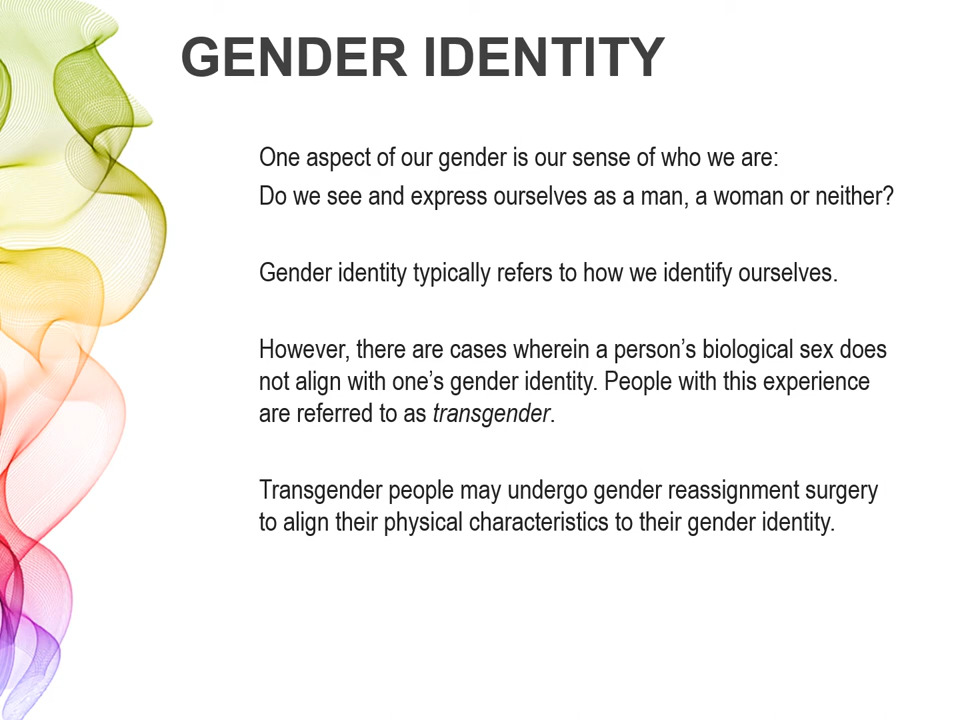 GENDER IDENTITY
One aspect of our gender is our sense of who we are:
Do we see and express ourselves as a man, a woman or neither?
Gender identity typically refers to how we identify ourselves.
However, there are cases wherein a person’s biological sex does
not align with one’s gender identity. People with this experience
are referred to as transgender.
Transgender people may undergo gender reassignment surgery
to align their physical characteristics to their gender identity.